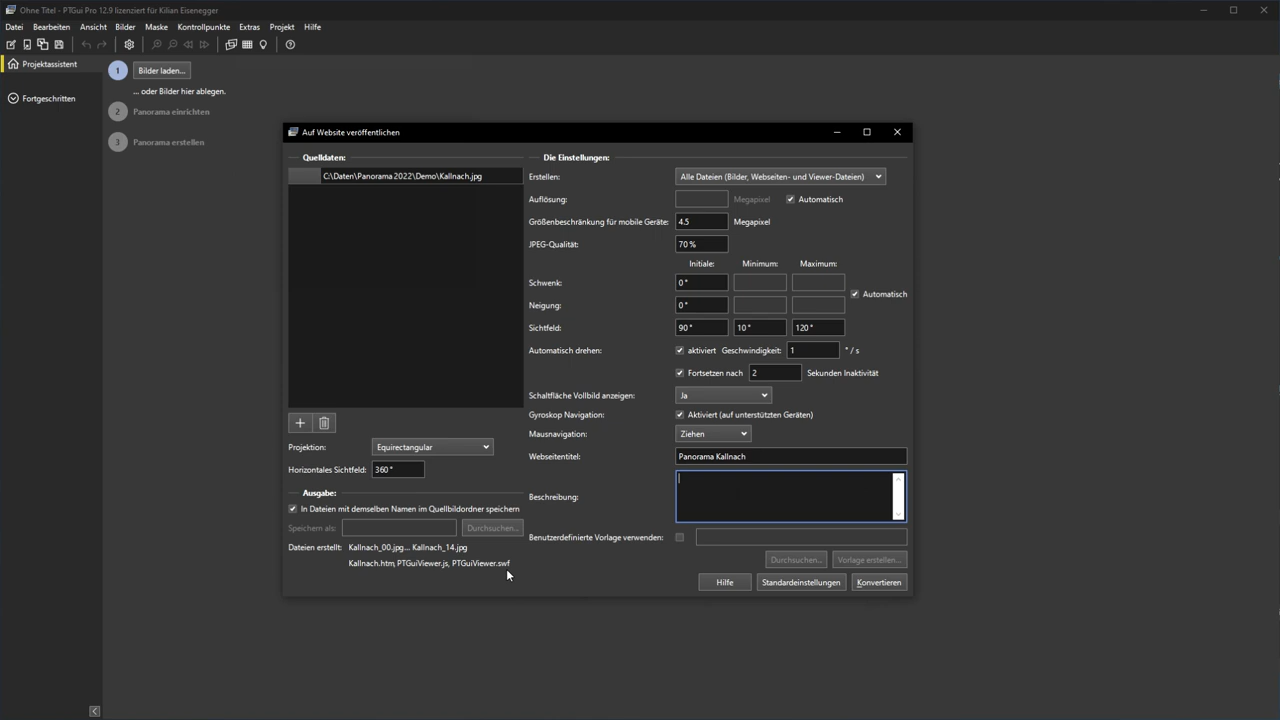 Ohne Titel - PTGui Pro 12.9 lizenziert für Kilian Eisenegger
Datei Bearbeiten Ansicht Bilder Maske Kontrollpunkte Extras Projekt Hilfe
Projektassistent
Fortgeschritten
1 Bilder laden...
... oder Bilder hier ablegen.
2 Panorama einrichten
3 Panorama erstellen
Auf Website veröffentlichen
Quelldaten:
C:\Daten\Panorama2022\Demo\Kallnach.jpg
Projektion: Equirectangular
Horizontales Sichtfeld: 360°
Ausgabe:
In Dateien mit demselben Namen im Quellbildordner speichern
Speichern als: Durchsuchen...
Dateien erstellt: Kallnach_00.jpg... Kallnach_14.jpg
Kallnach.htm, PTGuiViewer.js, PTGuiViewer.swf
Die Einstellungen:
Erstellen: Alle Dateien (Bilder, Webseiten- und Viewer-Dateien)
Auflösung: Megapixel Automatisch
Größenbeschränkung für mobile Geräte: 4.5 Megapixel
JPEG-Qualität: 70 %
Initiale: Minimum: Maximum:
Schwenk: 0°
Automatisch
Neigung: 0°
Sichtfeld: 90° 10° 120°
Automatisch drehen: aktiviert Geschwindigkeit: 1 ° / s
Fortsetzen nach 2 Sekunden Inaktivität
Schaltfläche Vollbild anzeigen: Ja
Gyroskop Navigation: Aktiviert (auf unterstützten Geräten)
Mausnavigation: Ziehen
Webseitentitel: Panorama Kallnach
Beschreibung:
Benutzerdefinierte Vorlage verwenden:
Durchsuchen... Vorlage erstellen...
Hilfe Standardeinstellungen Konvertieren